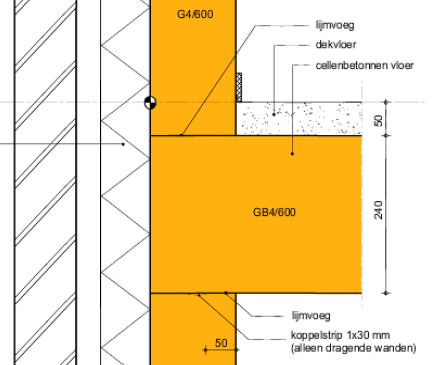 G4/600
lijmvoeg
dekvloer
cellenbetonnen vloer
50
GB4/600
240
lijmvoeg
koppelstrip 1x30 mm
(alleen dragende wanden)
50